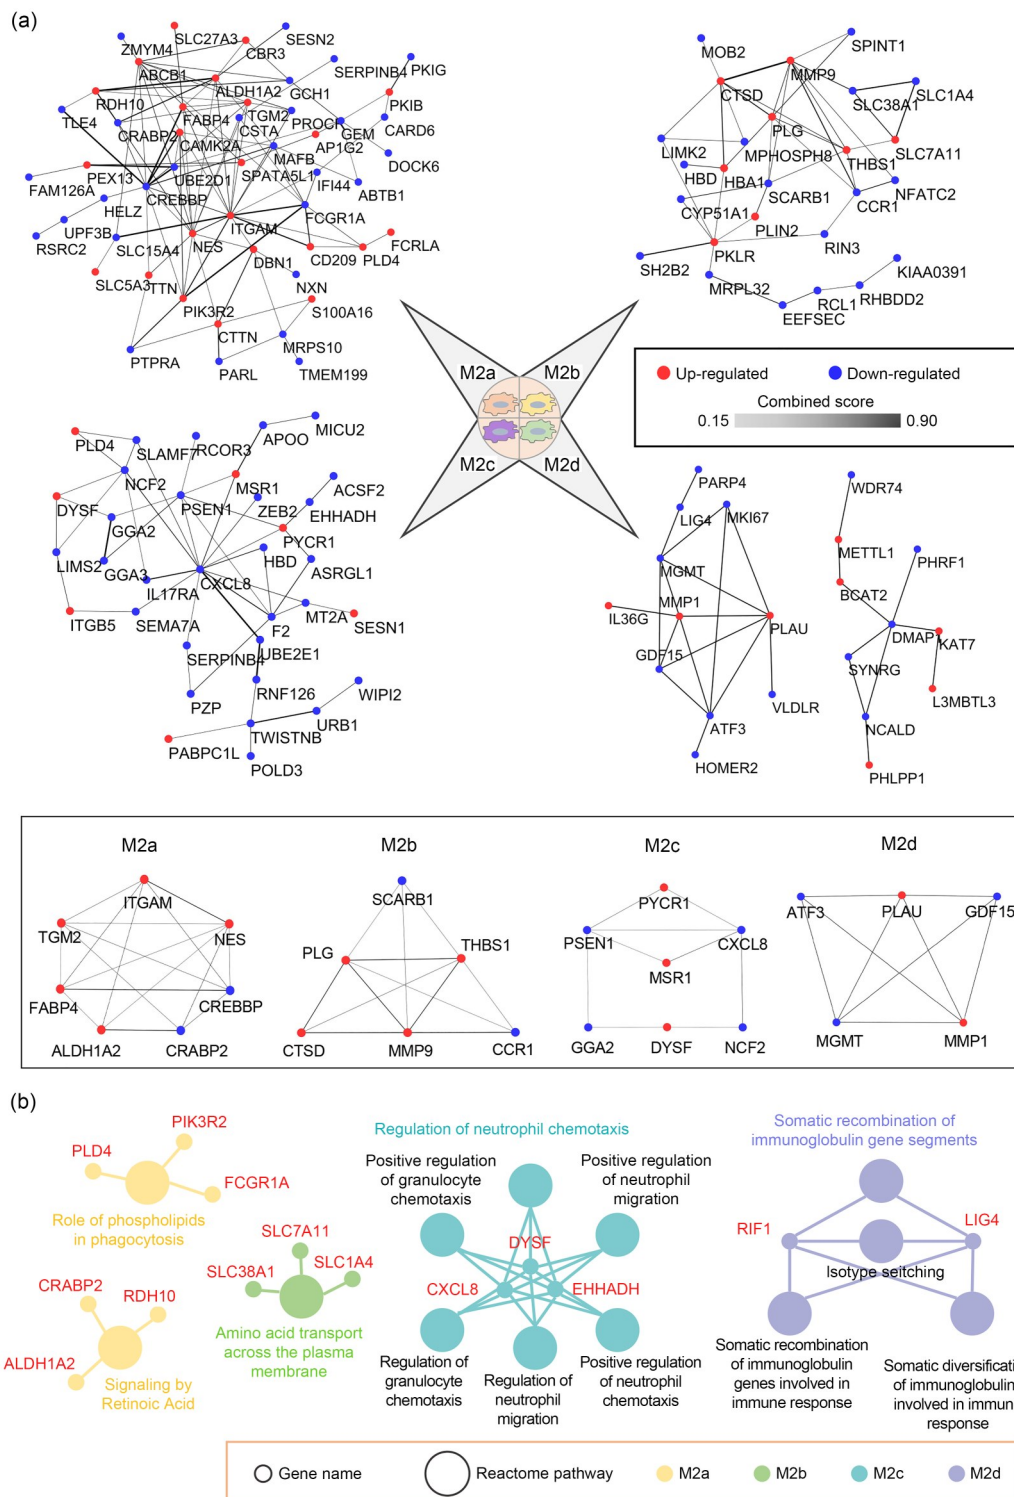 (a)
SLC27A3
SESN2
ZMYM4
CBR3
ABCB1
SERPINB4
PKIG
RDH10
ALDH1A2
GCH1
PKIB
TLE4
FABP4
TGM2
PROCR
CRABP2
CSTA
GEM
CARD6
CAMK2A
AP1G2
MAFB
DOCK6
PEX13
UBE2D1
SPATA5L1
IFI44
FAM126A
CREBBP
ABTB1
HELZ
FCGR1A
UPF3B
ITGAM
RSRC2
SLC15A4
NES
FCRLA
CD209
PLD4
DBN1
SLC5A3
TTN
NXN
PIK3R2
S100A16
CTTN
MRPS10
PTPRA
PARL
TMEM199
MOB2
SPINT1
MMP9
CTSD
SLC38A1
SLC1A4
PLG
LIMK2
MPHOSPH8
THBS1
SLC7A11
HBD
HBA1
SCARB1
NFATC2
CCR1
CYP51A1
PLIN2
RIN3
PKLR
SH2B2
KIAA0391
MRPL32
RCL1
RHBDD2
EEFSEC
M2a
M2b
M2c
M2d
Up-regulated
Down-regulated
Combined score
0.15
0.90
MICU2
APOO
PLD4
SLAMF7
RCOR3
NCF2
MSR1
ACSF2
DYSF
PSEN1
ZEB2
EHHADH
GGA2
PYCR1
LIMS2
GGA3
HBD
CXCL8
ASRGL1
IL17RA
ITGB5
SEMA7A
MT2A
SESN1
F2
SERPINB4
UBE2E1
PZP
RNF126
WIPI2
URB1
TWISTNB
PABPC1L
POLD3
PARP4
WDR74
LIG4
MKI67
METTL1
PHRF1
MGMT
BCAT2
MMP1
IL36G
PLAU
DMAP1
KAT7
GDF15
SYNRG
L3MBTL3
VLDLR
ATF3
NCALD
HOMER2
PHLPP1
M2a
M2b
M2c
M2d
ITGAM
TGM2
NES
FABP4
CREBBP
ALDH1A2
CRABP2
SCARB1
PLG
THBS1
CTSD
MMP9
CCR1
PYCR1
PSEN1
CXCL8
MSR1
GGA2
DYSF
NCF2
ATF3
PLAU
GDF15
MGMT
MMP1
(b)
PIK3R2
PLD4
FCGR1A
Role of phospholipids
in phagocytosis
CRABP2
RDH10
ALDH1A2
Signaling by
Retinoic Acid
SLC7A11
SLC38A1
SLC1A4
Amino acid transport
across the plasma
membrane
Regulation of neutrophil chemotaxis
Positive regulation
of granulocyte
chemotaxis
Positive regulation
of neutrophil
migration
DYSF
CXCL8
EHHADH
Regulation of
granulocyte
chemotaxis
Regulation of
neutrophil
migration
Positive regulation
of neutrophil
chemotaxis
Somatic recombination of
immunoglobulin gene segments
RIF1
LIG4
Isotype seitching
Somatic recombination
of immunoglobulin
genes involved in
immune response
Somatic diversificati
of immunoglobulin
involved in immun
response
Gene name
Reactome pathway
M2a
M2b
M2c
M2d